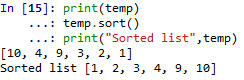 In [15]: print(temp)
    ...: temp.sort()
    ...: print("Sorted list",temp)
[10, 4, 9, 3, 2, 1]
Sorted list [1, 2, 3, 4, 9, 10]